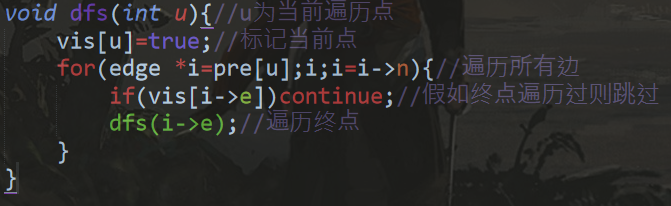 void dfs(int u){//u为当前遍历点
    vis[u]=true;//标记当前点
    for(edge *i=pre[u];i;i=i->n){//遍历所有边
        if(vis[i->e])continue;//假如终点遍历过则跳过
        dfs(i->e);//遍历终点
    }
}